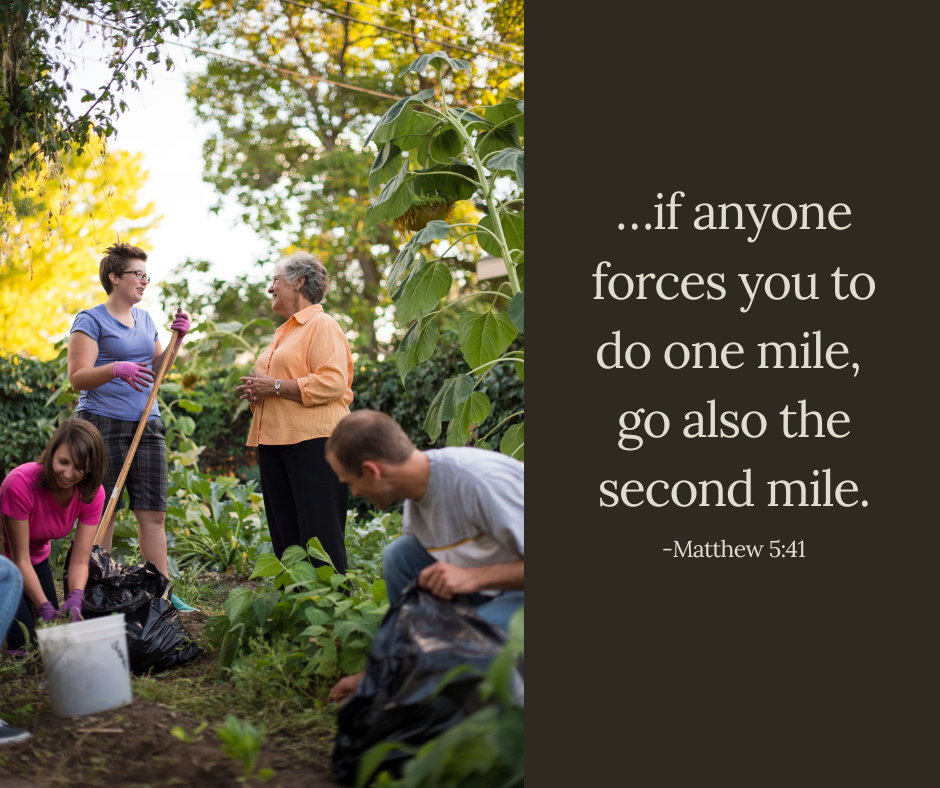 ...if anyone
forces you to
do one mile,
go also the
second mile.
-Matthew 5:41